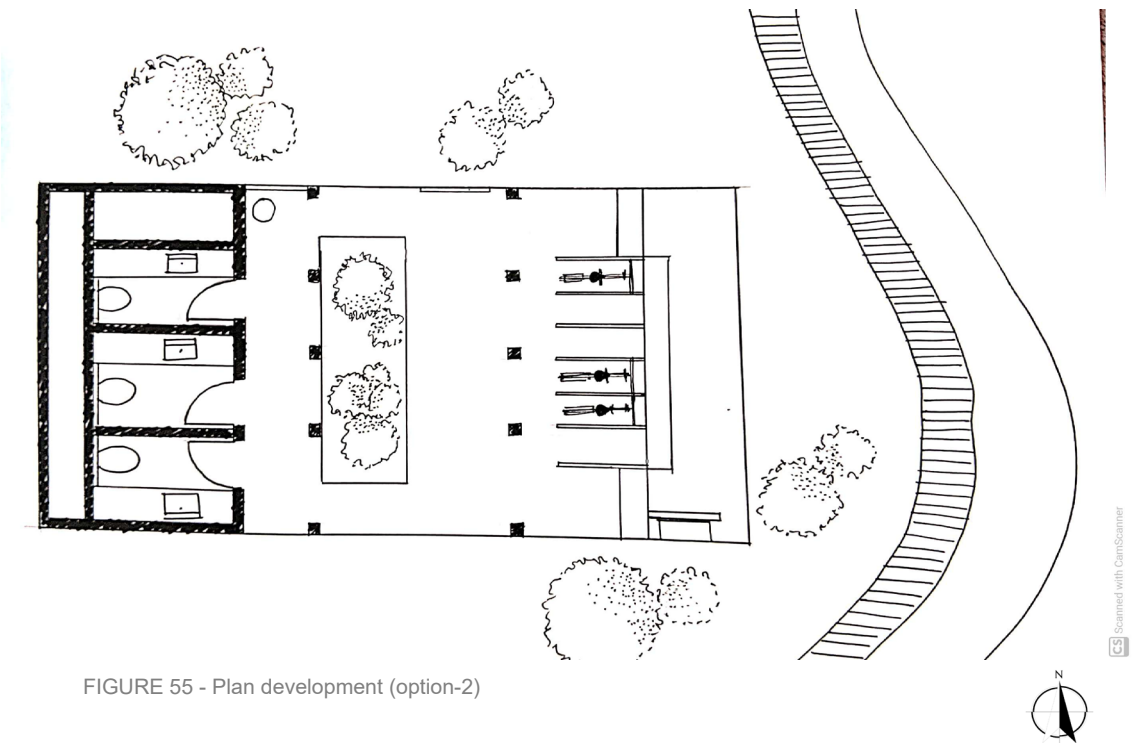 FIGURE 55 - Plan development (option-2)
N
CS Scanned with CamScanner